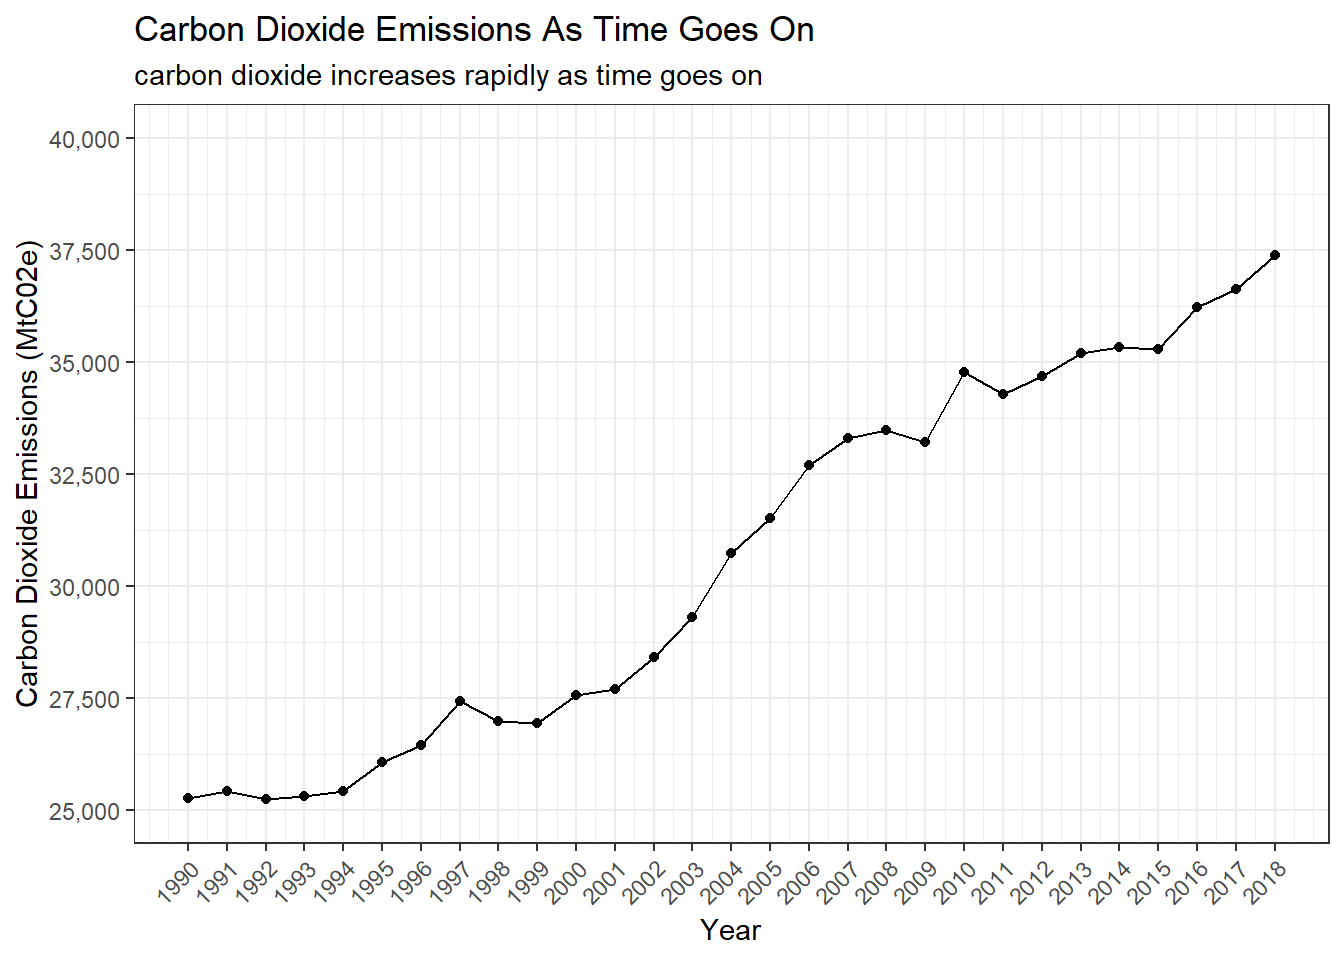 Carbon Dioxide Emissions As Time Goes On
carbon dioxide increases rapidly as time goes on
Carbon Dioxide Emissions (MtC02e)
40,000
37,500
35,000
32,500
30,000
27,500
25,000
1990 1991 1992 1993 1994 1995 1996 1997 1998 1999 2000 2001 2002 2003 2004 2005 2006 2007 2008 2009 2010 2011 2012 2013 2014 2015 2016 2017 2018
Year